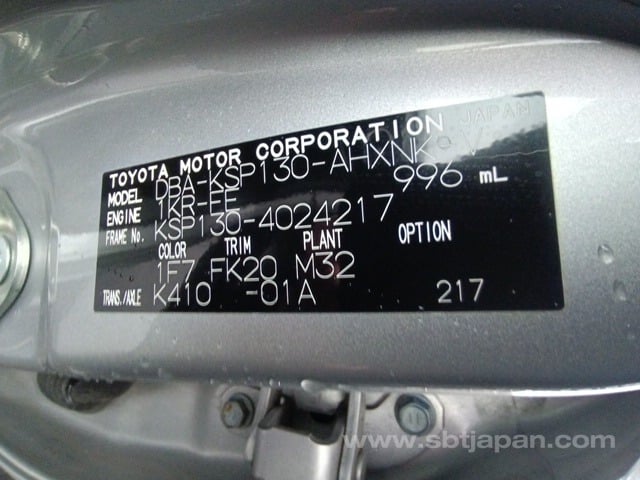 TOYOTA MOTOR CORPORATION JAPAN
MODEL DBA-KSP130-AHXNK V
ENGINE 1KR-FE 996 mL
FRAME No. KSP130-4024217
COLOR TRIM PLANT OPTION
1F7 FK20 M32
TRANS./AXLE K410 -01A 217
www.sbtjapan.com